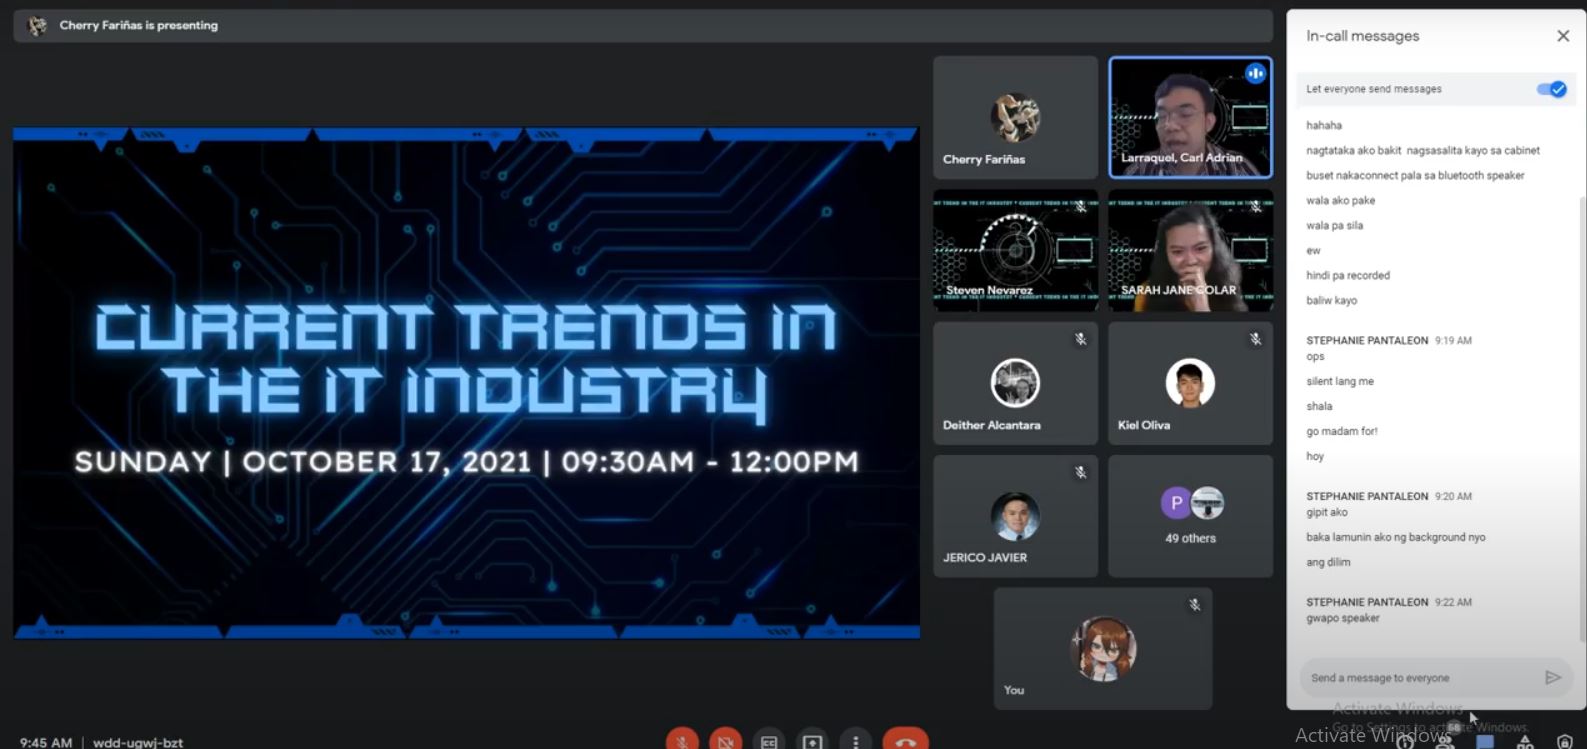 Cherry Fariñas is presenting
CURRENT TRENDS IN
THE IT INDUSTRY
SUNDAY | OCTOBER 17, 2021 | 09:30AM - 12:00PM
Cherry Fariñas
Larraquel, Carl Adrian
Steven Nevarez
SARAH JANE COLAR
Deither Alcantara
Kiel Oliva
JERICO JAVIER
P
49 others
You
In-call messages
Let everyone send messages
hahaha
nagtataka ako bakit nagsasalita kayo sa cabinet
buset nakaconnect pala sa bluetooth speaker
wala ako pake
wala pa sila
ew
hindi pa recorded
baliw kayo
STEPHANIE PANTALEON 9:19 AM
ops
silent lang me
shala
go madam for!
hoy
STEPHANIE PANTALEON 9:20 AM
gipit ako
baka lamunin ako ng background nyo
ang dilim
STEPHANIE PANTALEON 9:22 AM
gwapo speaker
Send a message to everyone
Activate Windows
Go to Settings to activate Windows.
Activate Windows
9:45 AM | wdd-ugwj-bzt